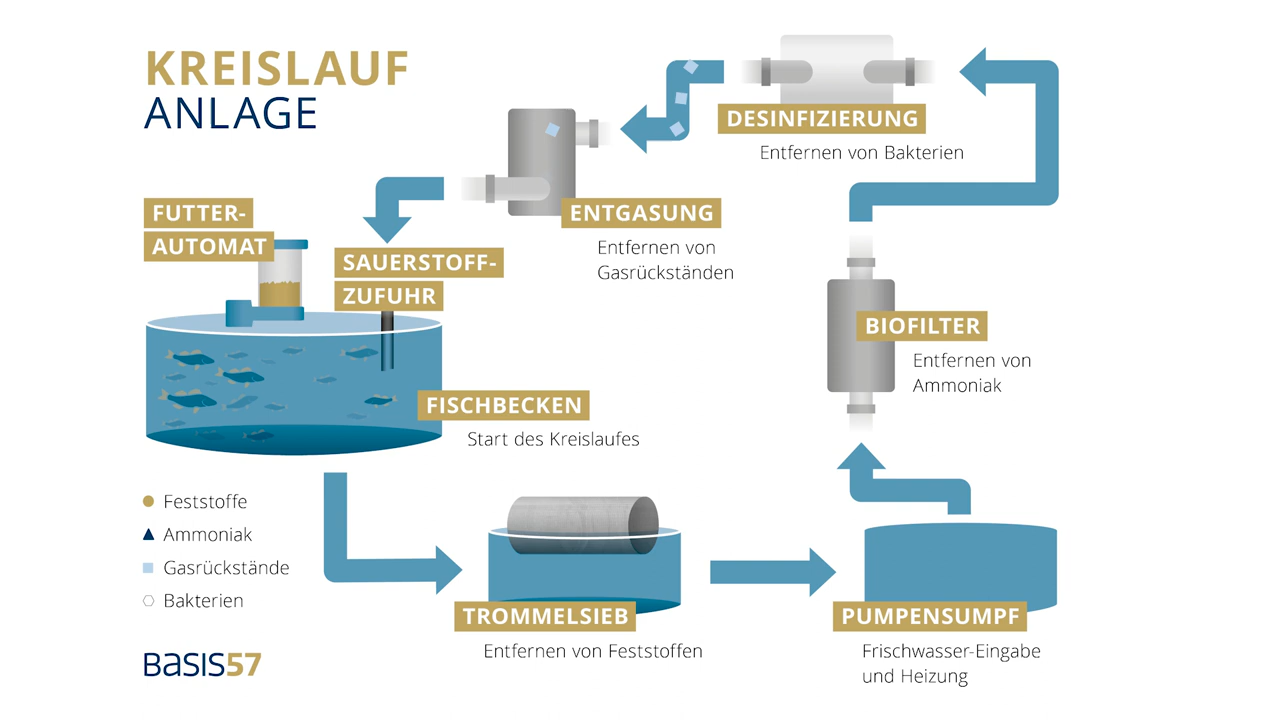 KREISLAUF
ANLAGE
DESINFIZIERUNG
Entfernen von Bakterien
ENTGASUNG
Entfernen von
Gasrückständen
FUTTER-
AUTOMAT
SAUERSTOFF-
ZUFUHR
BIOFILTER
Entfernen von
Ammoniak
FISCHBECKEN
Start des Kreislaufes
Feststoffe
Ammoniak
Gasrückstände
Bakterien
TROMMELSIEB
Entfernen von Feststoffen
PUMPENSUMPF
Frischwasser-Eingabe
und Heizung
BASIS57